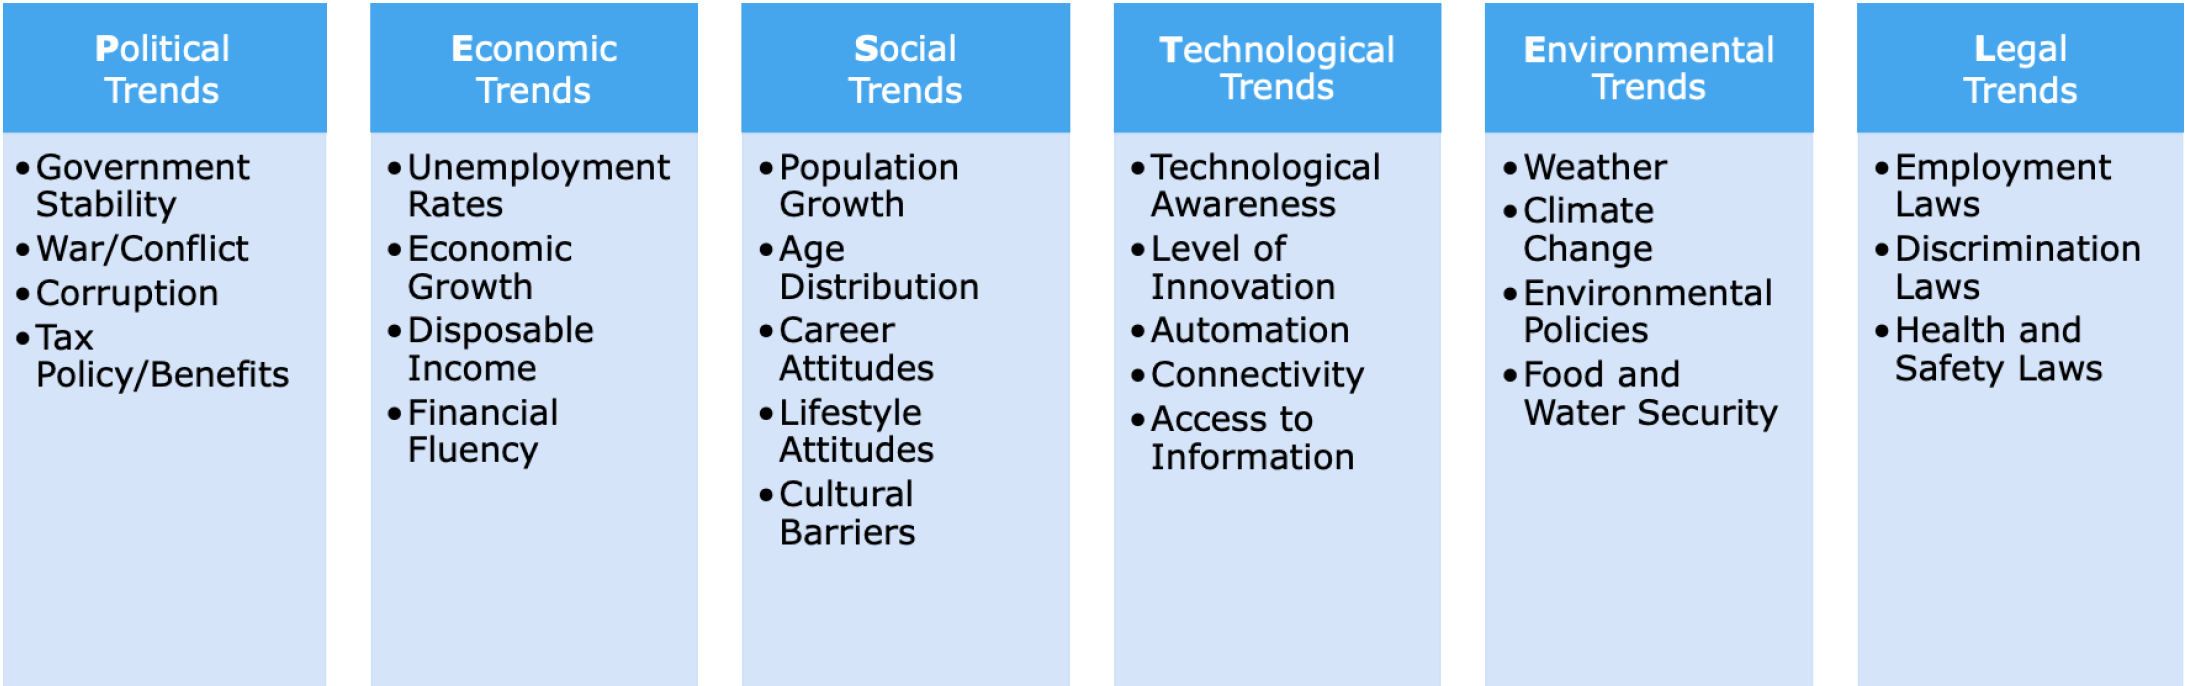 Political
Trends
• Government
Stability
• War/Conflict
• Corruption
• Tax
Policy/Benefits
Economic
Trends
• Unemployment
Rates
• Economic
Growth
• Disposable
Income
• Financial
Fluency
Social
Trends
• Population
Growth
• Age
Distribution
• Career
Attitudes
• Lifestyle
Attitudes
• Cultural
Barriers
Technological
Trends
• Technological
Awareness
• Level of
Innovation
• Automation
• Connectivity
• Access to
Information
Environmental
Trends
• Weather
• Climate
Change
• Environmental
Policies
• Food and
Water Security
Legal
Trends
• Employment
Laws
• Discrimination
Laws
• Health and
Safety Laws